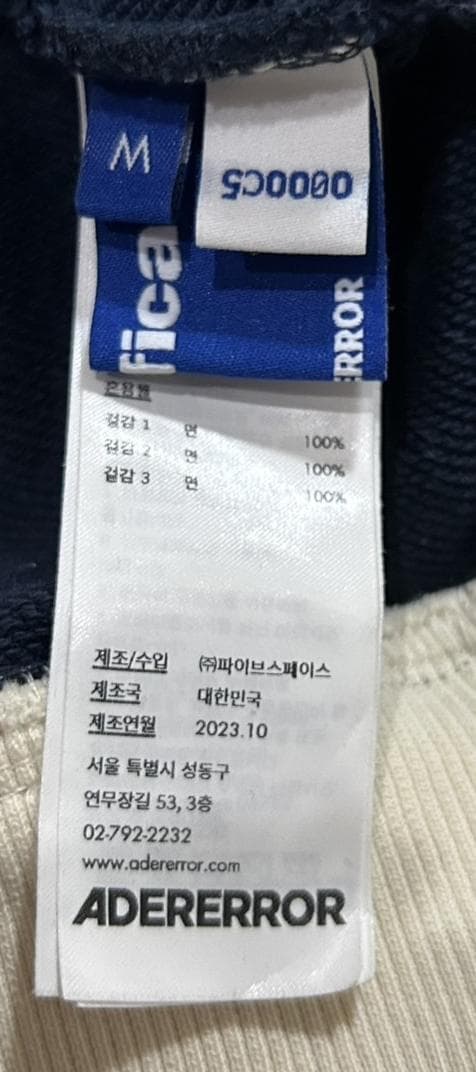 fica
ERROR
혼용률
겉감 1 면 100%
겉감 2 면 100%
겉감 3 면 100%
제조/수입 ㈜파이브스페이스
제조국 대한민국
제조연월 2023.10
서울 특별시 성동구
연무장길 53, 3층
02-792-2232
www.adererror.com
ADERERROR